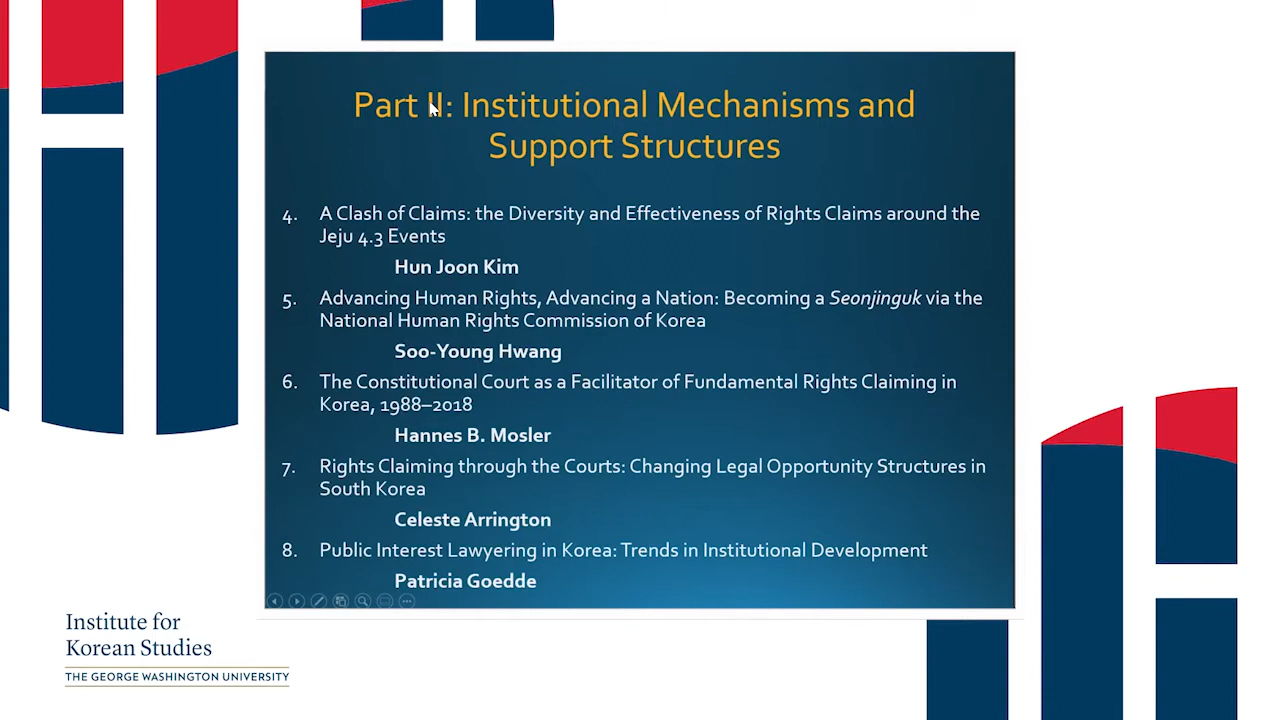 Part II: Institutional Mechanisms and
Support Structures
4. A Clash of Claims: the Diversity and Effectiveness of Rights Claims around the
Jeju 4.3 Events
Hun Joon Kim
5. Advancing Human Rights, Advancing a Nation: Becoming a Seonjinguk via the
National Human Rights Commission of Korea
Soo-Young Hwang
6. The Constitutional Court as a Facilitator of Fundamental Rights Claiming in
Korea, 1988–2018
Hannes B. Mosler
7. Rights Claiming through the Courts: Changing Legal Opportunity Structures in
South Korea
Celeste Arrington
8. Public Interest Lawyering in Korea: Trends in Institutional Development
Patricia Goedde
Institute for
Korean Studies
THE GEORGE WASHINGTON UNIVERSITY